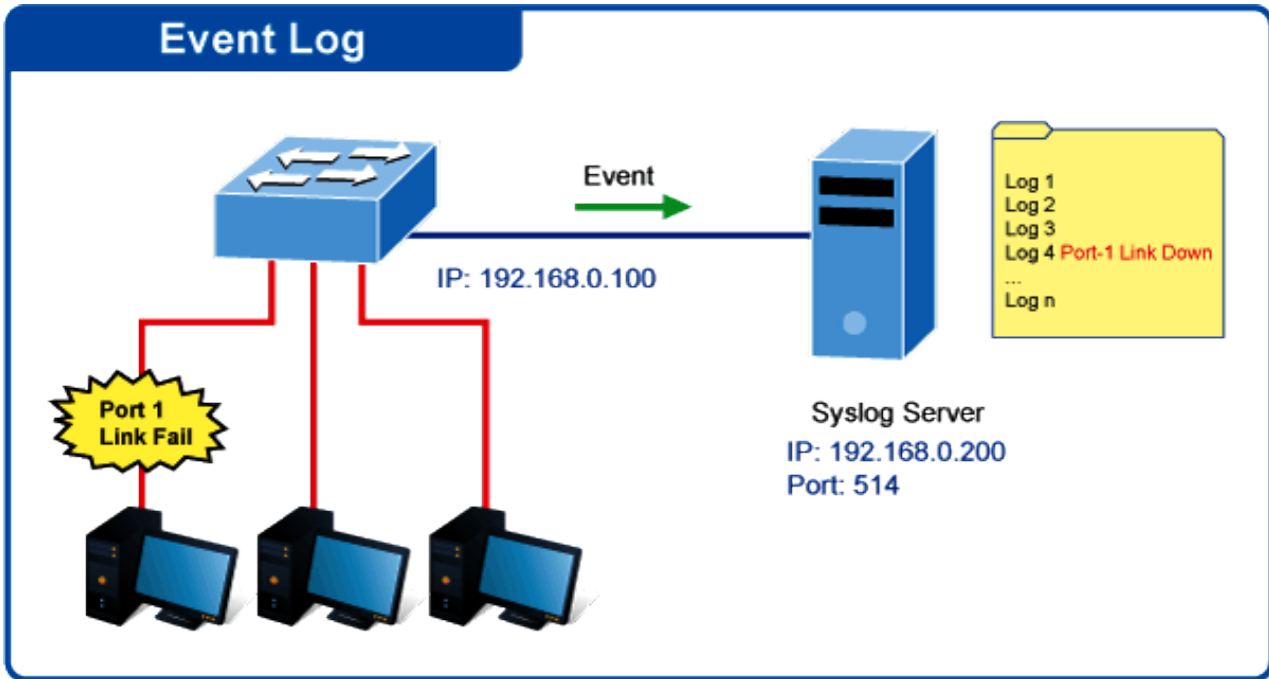 Event Log
Event
IP: 192.168.0.100
Port 1
Link Fail
Log 1
Log 2
Log 3
Log 4 Port-1 Link Down
...
Log n
Syslog Server
IP: 192.168.0.200
Port: 514